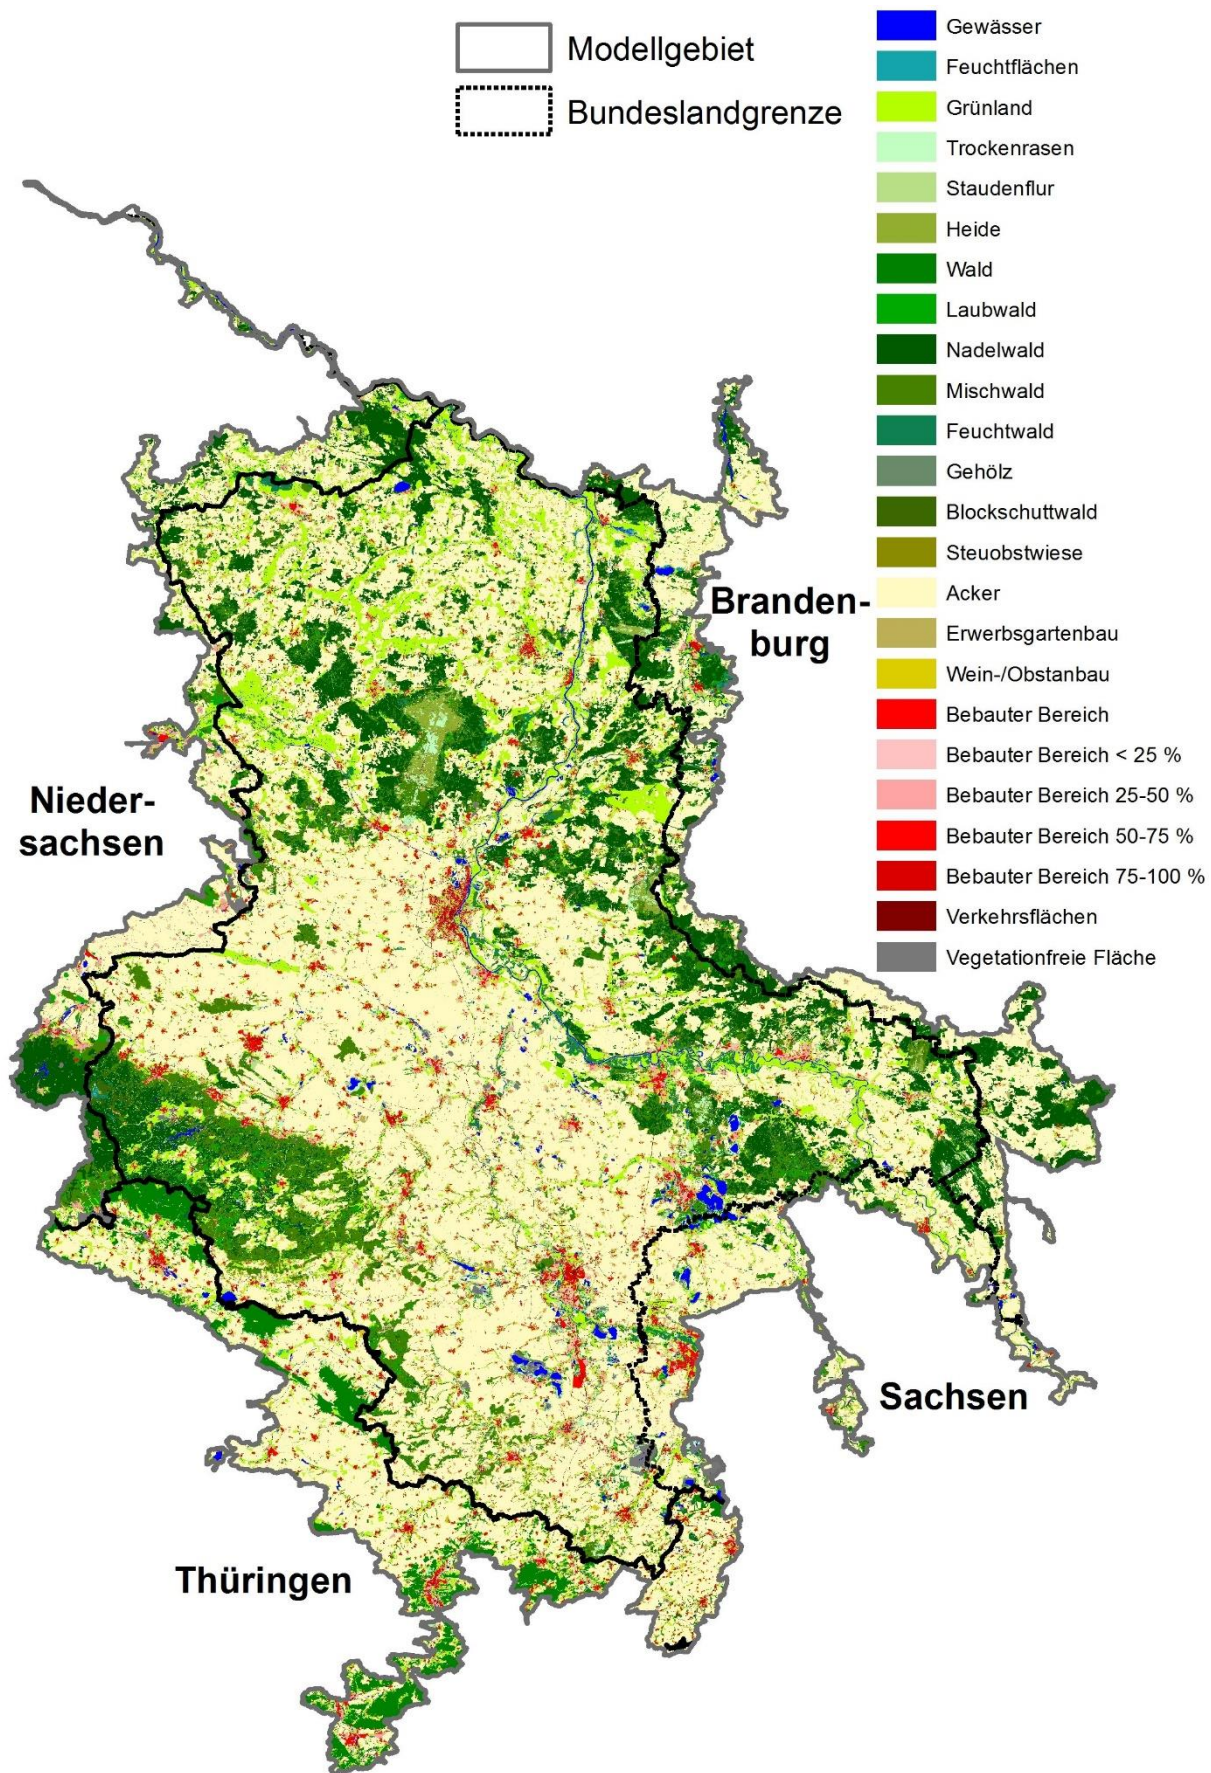 Modellgebiet
Bundeslandgrenze
Gewässer
Feuchtflächen
Grünland
Trockenrasen
Staudenflur
Heide
Wald
Laubwald
Nadelwald
Mischwald
Feuchtwald
Gehölz
Blockschuttwald
Steuobstwiese
Acker
Erwerbsgartenbau
Wein-/Obstanbau
Bebauter Bereich
Bebauter Bereich < 25 %
Bebauter Bereich 25-50 %
Bebauter Bereich 50-75 %
Bebauter Bereich 75-100 %
Verkehrsflächen
Vegetationfreie Fläche
Branden-
burg
Nieder-
sachsen
Sachsen
Thüringen